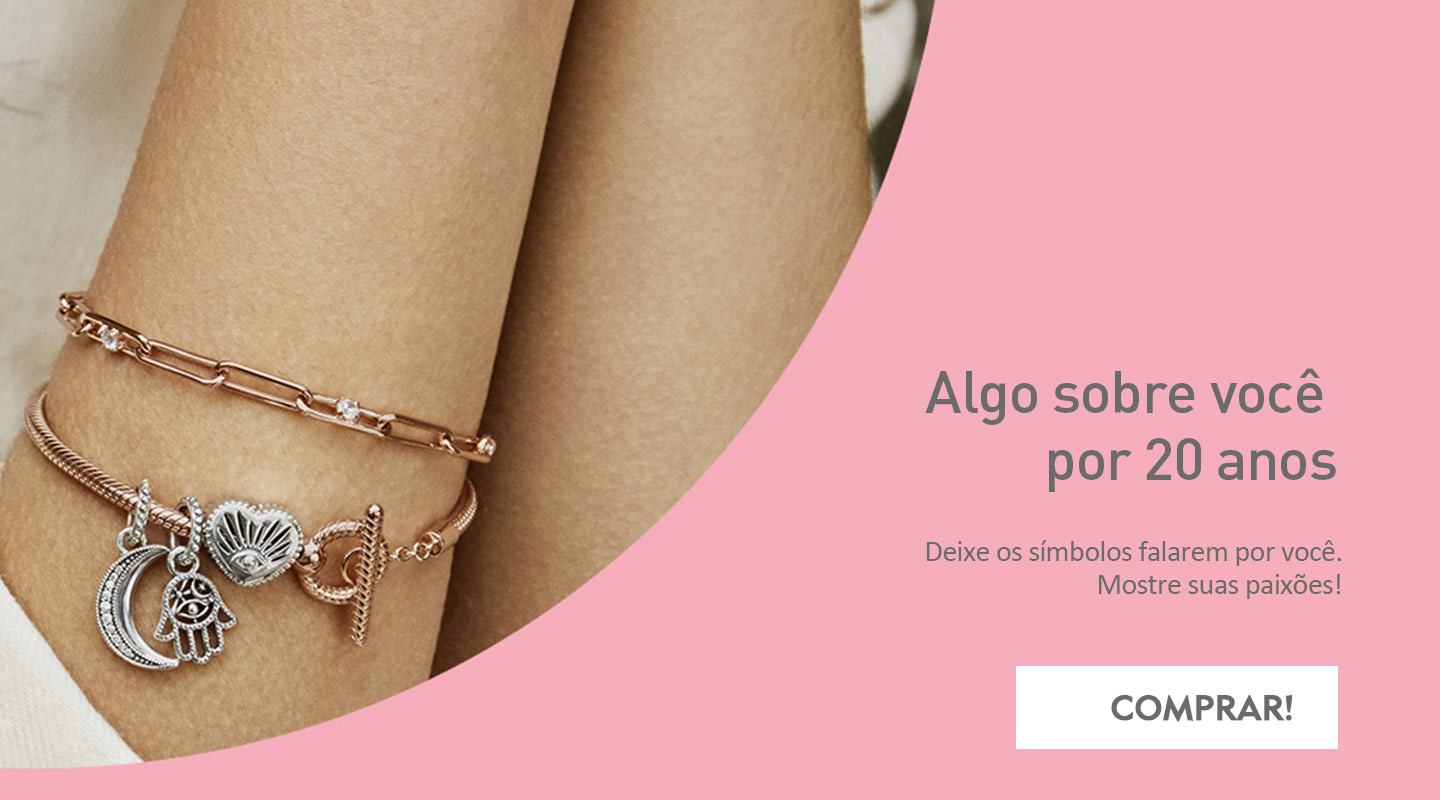 Algo sobre você
por 20 anos
Deixe os símbolos falarem por você.
Mostre suas paixões!
COMPRAR!